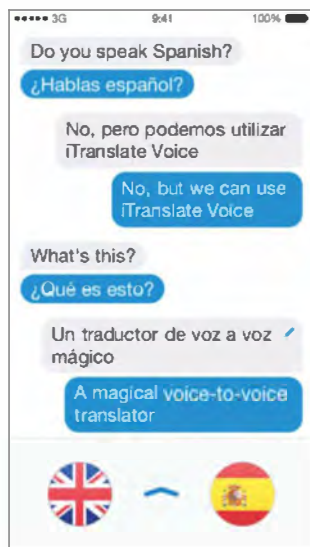 3G 9:41 100%
Do you speak Spanish?
¿Hablas español?
No, pero podemos utilizar
iTranslate Voice
No, but we can use
iTranslate Voice
What's this?
¿Qué es esto?
Un traductor de voz a voz
mágico
A magical voice-to-voice
translator